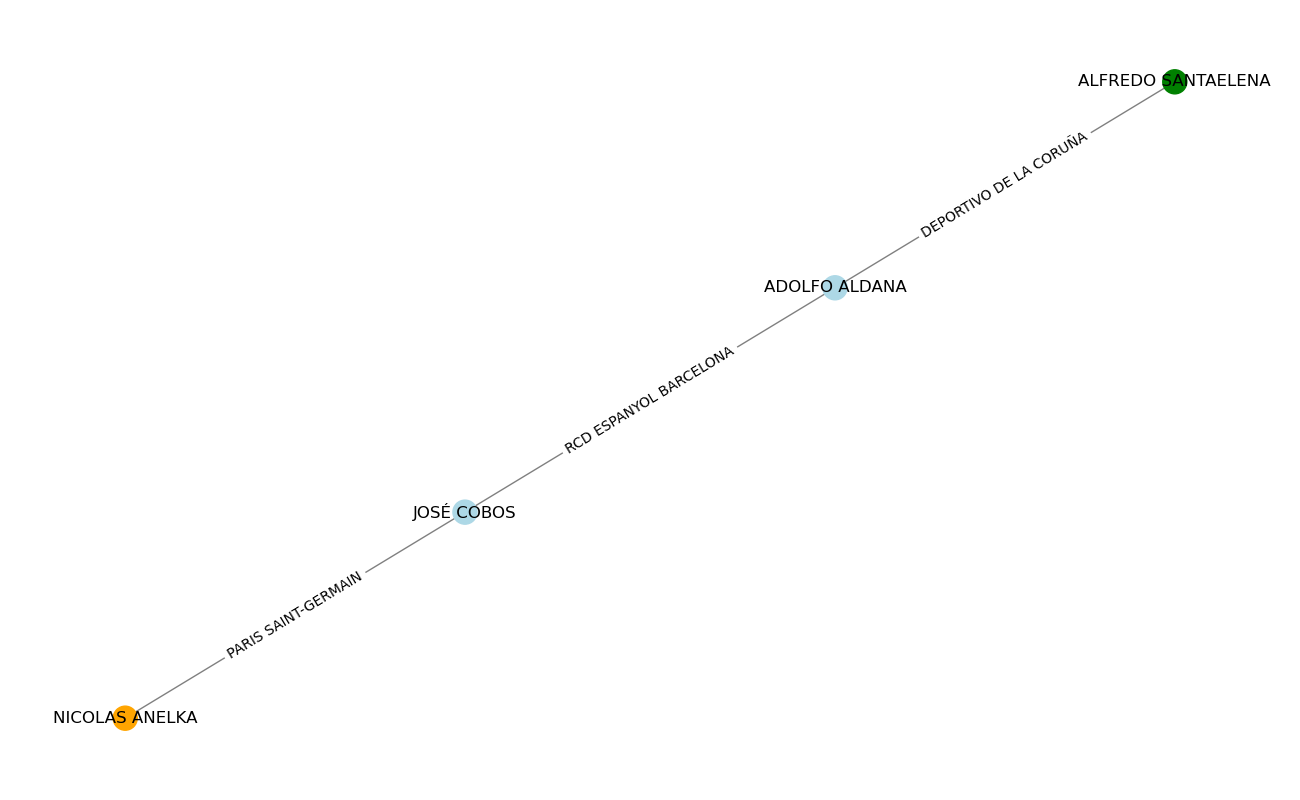 ALFREDO SANTAELENA
DEPORTIVO DE LA CORUÑA
ADOLFO ALDANA
RCD ESPANYOL BARCELONA
JOSÉ COBOS
PARIS SAINT-GERMAIN
NICOLAS ANELKA